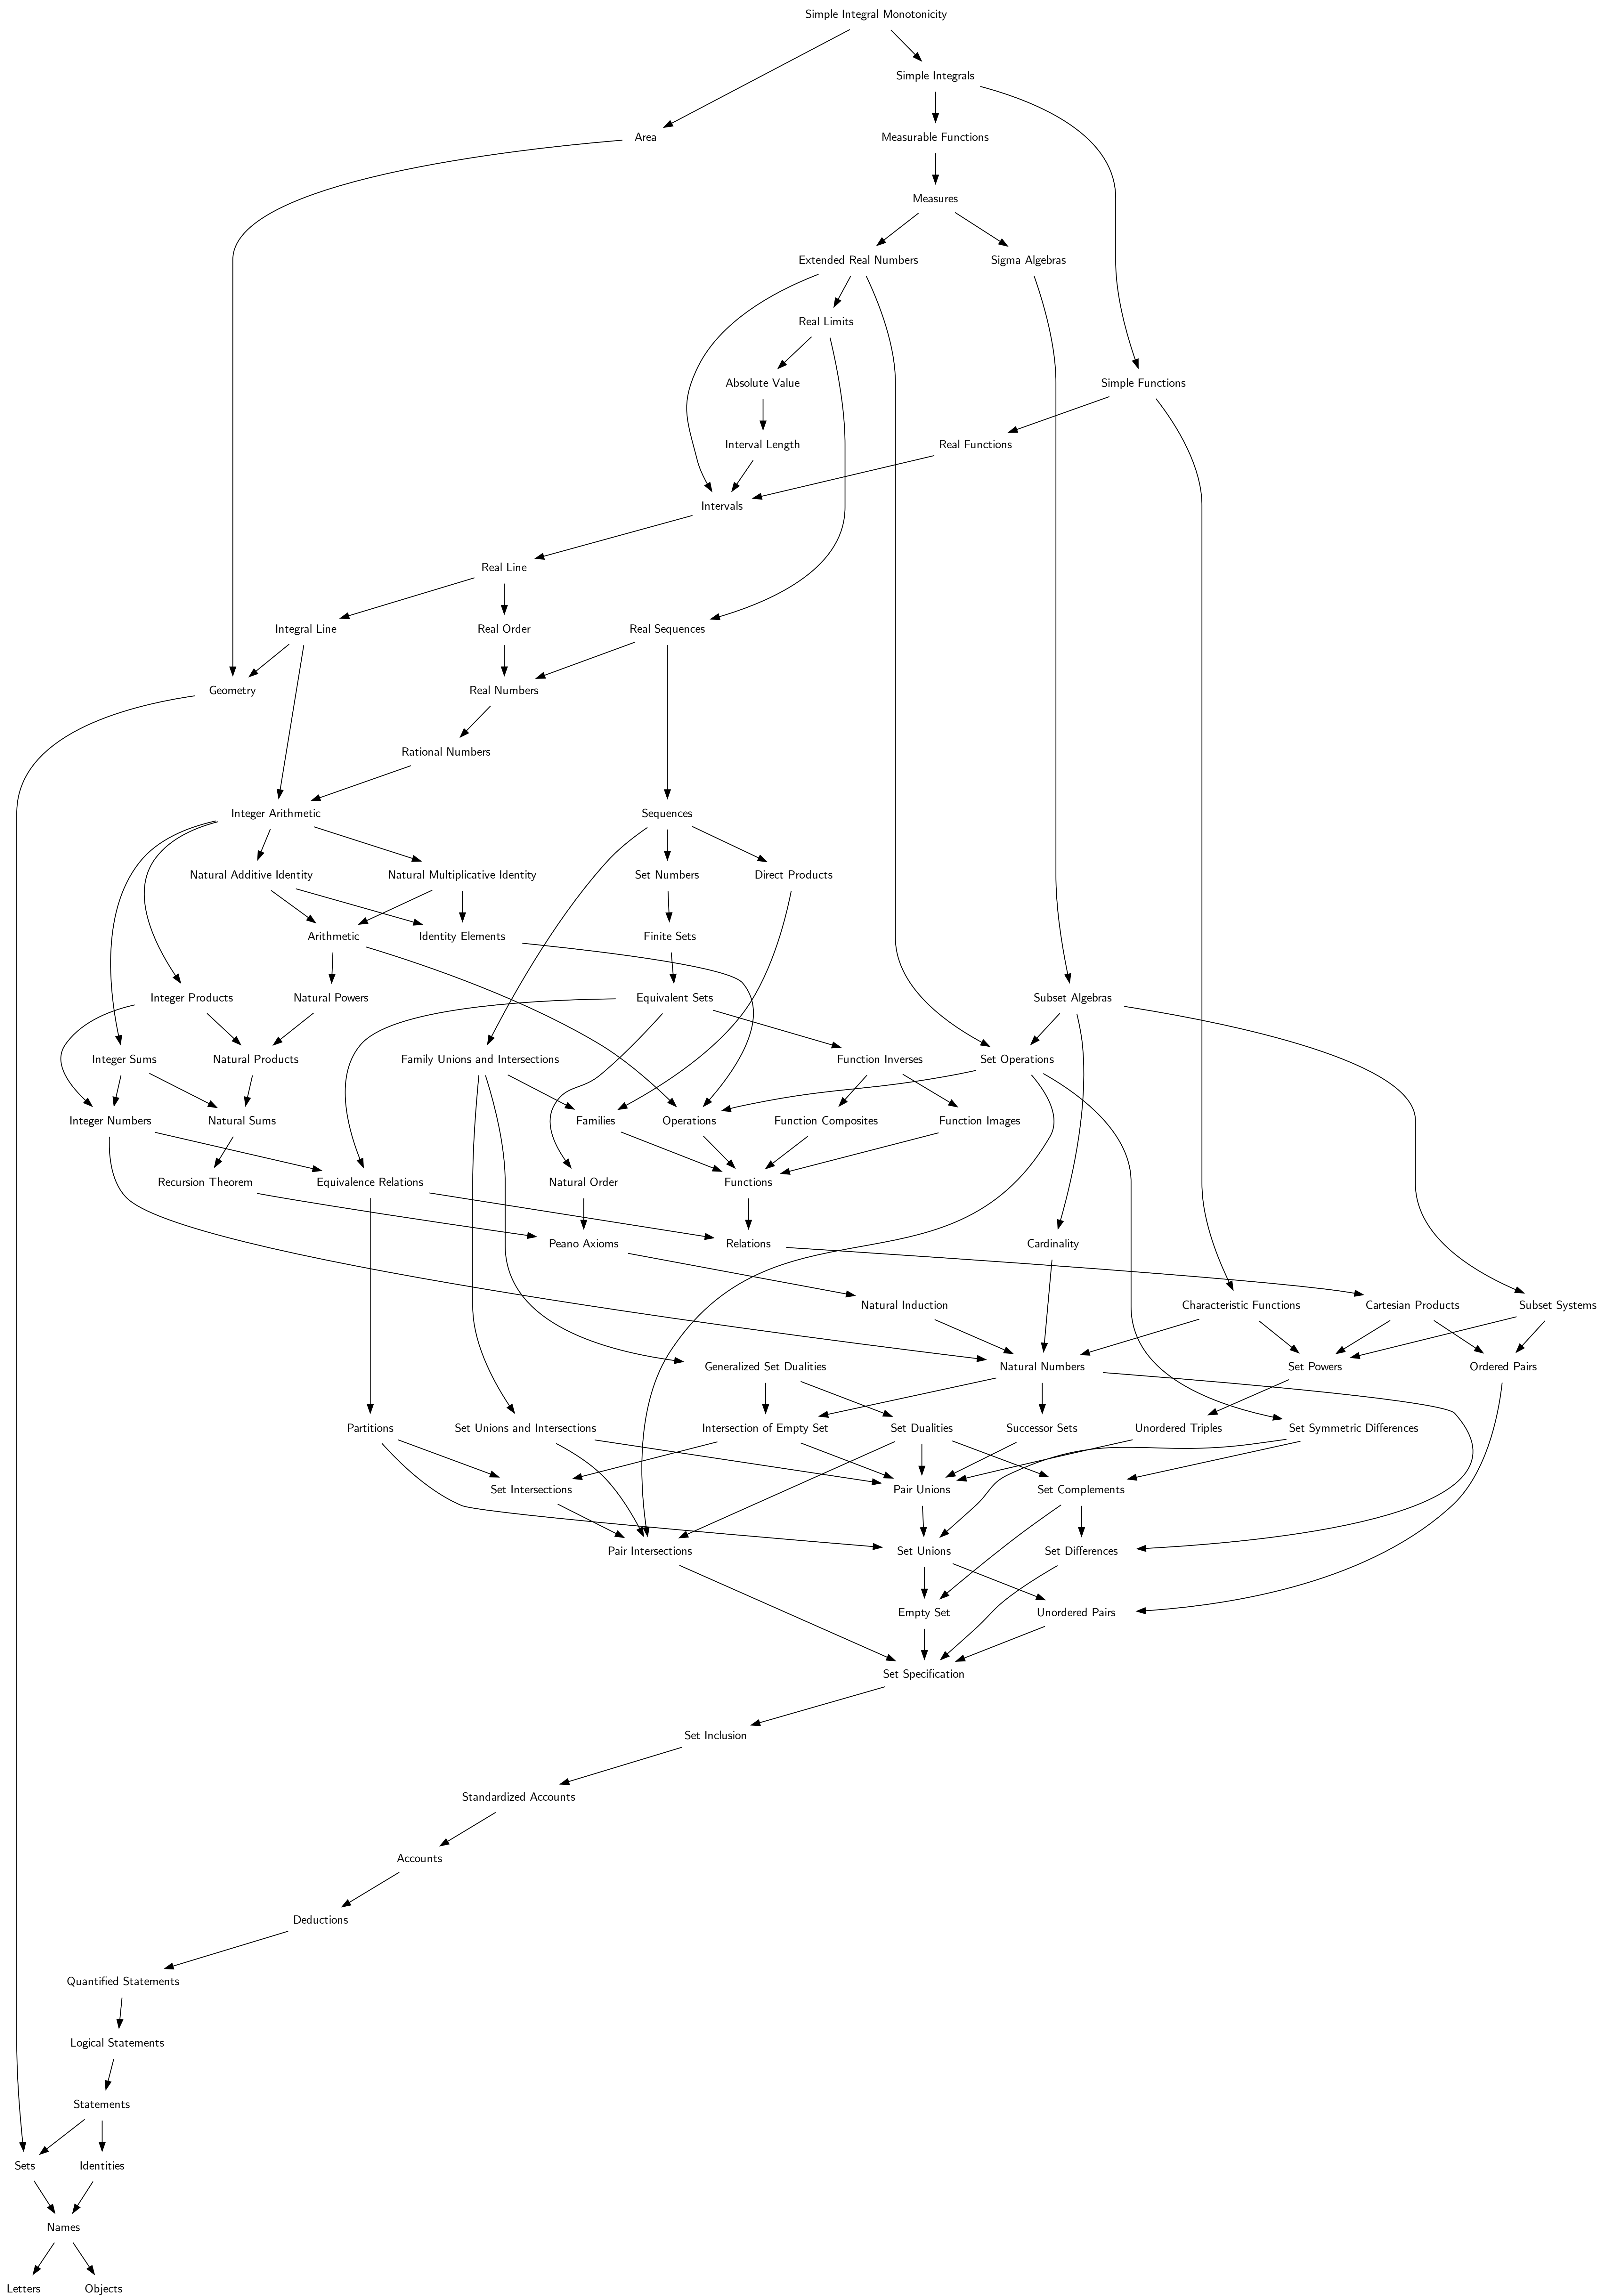 Simple Integral Monotonicity
Simple Integrals
Area
Measurable Functions
Measures
Extended Real Numbers
Sigma Algebras
Real Limits
Absolute Value
Simple Functions
Interval Length
Real Functions
Intervals
Real Line
Integral Line
Real Order
Real Sequences
Geometry
Real Numbers
Rational Numbers
Integer Arithmetic
Sequences
Natural Additive Identity
Natural Multiplicative Identity
Set Numbers
Direct Products
Arithmetic
Identity Elements
Finite Sets
Integer Products
Natural Powers
Equivalent Sets
Subset Algebras
Integer Sums
Natural Products
Family Unions and Intersections
Function Inverses
Set Operations
Integer Numbers
Natural Sums
Families
Operations
Function Composites
Function Images
Recursion Theorem
Equivalence Relations
Natural Order
Functions
Peano Axioms
Relations
Cardinality
Natural Induction
Characteristic Functions
Cartesian Products
Subset Systems
Generalized Set Dualities
Natural Numbers
Set Powers
Ordered Pairs
Partitions
Set Unions and Intersections
Intersection of Empty Set
Set Dualities
Successor Sets
Unordered Triples
Set Symmetric Differences
Set Intersections
Pair Unions
Set Complements
Pair Intersections
Set Unions
Set Differences
Empty Set
Unordered Pairs
Set Specification
Set Inclusion
Standardized Accounts
Accounts
Deductions
Quantified Statements
Logical Statements
Statements
Sets
Identities
Names
Letters
Objects